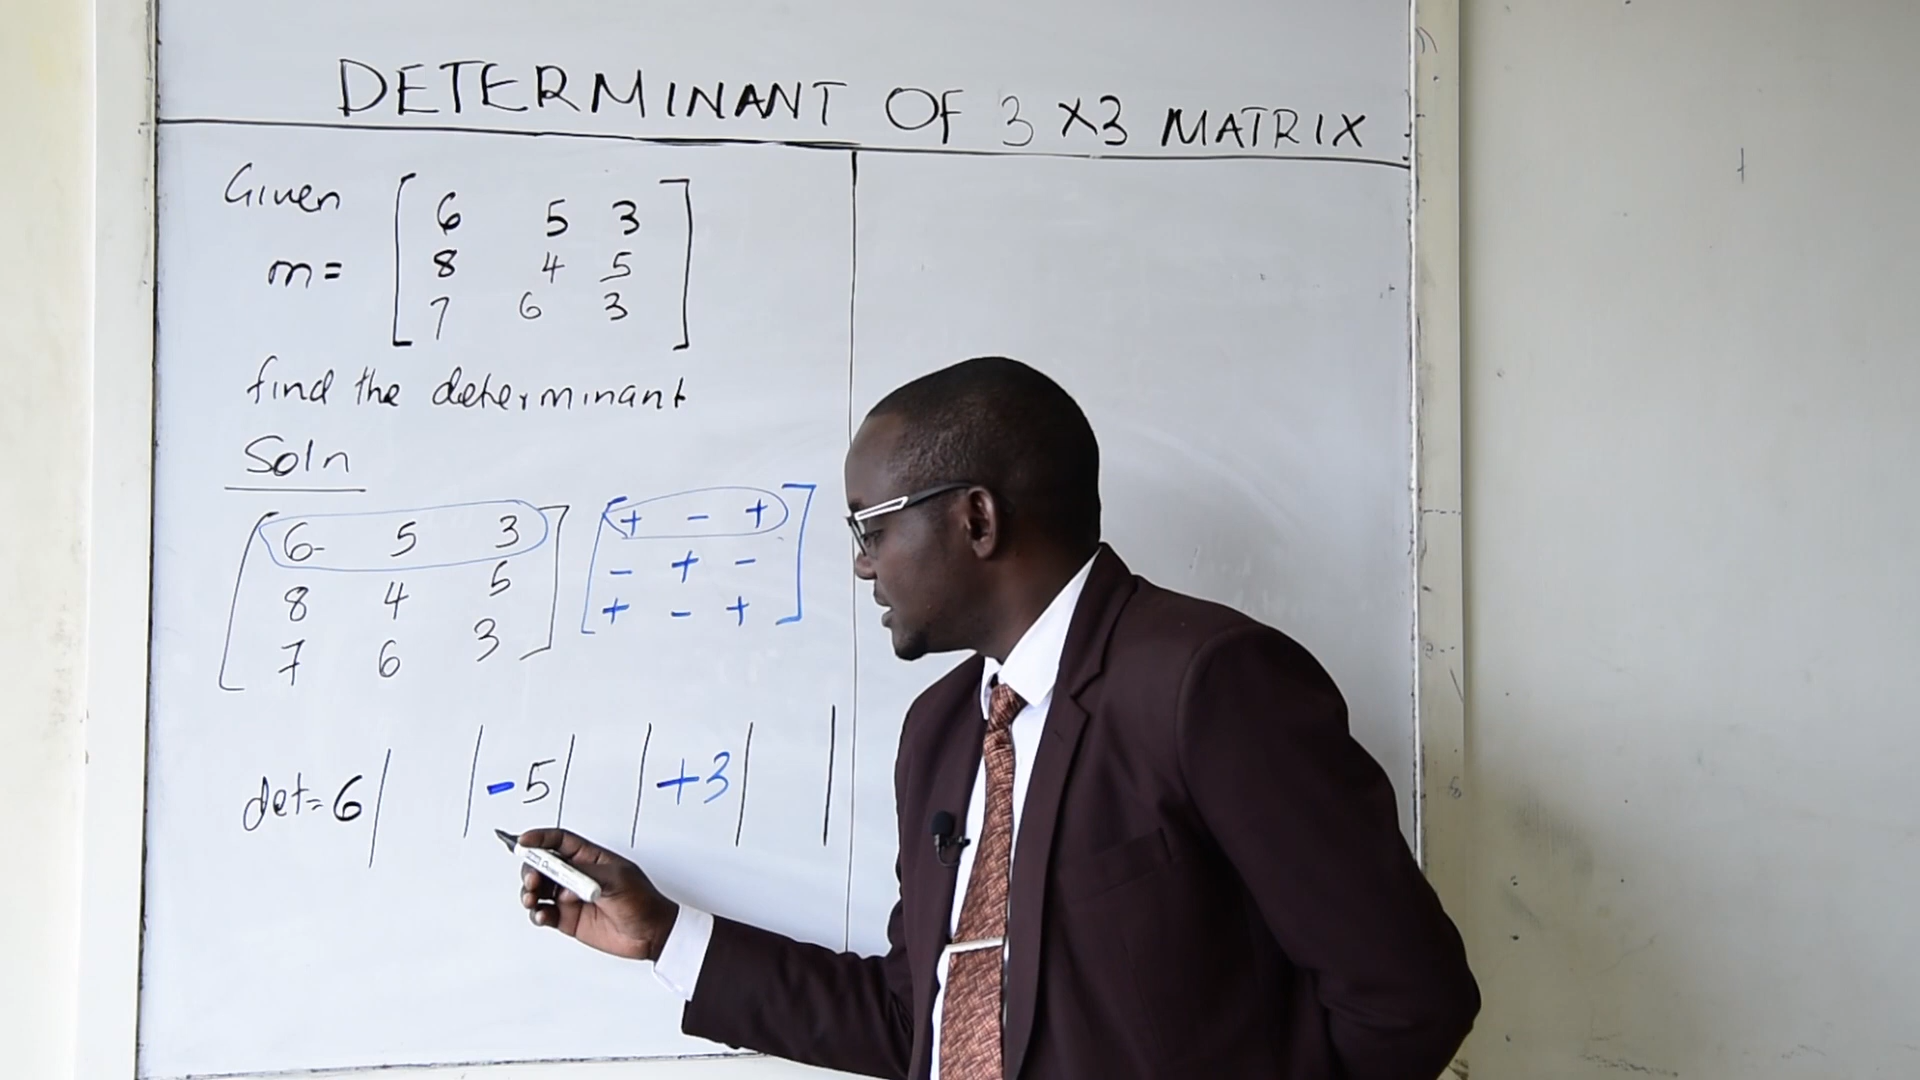 DETERMINANT OF 3 X3 MATRIX
Given
m= [ 6 5 3
8 4 5
7 6 3 ]
find the determinant
Soln
[ 6 5 3 ] [ + - +
8 4 5 - + -
7 6 3 + - + ]
det= 6 | | - 5 | | + 3 | |